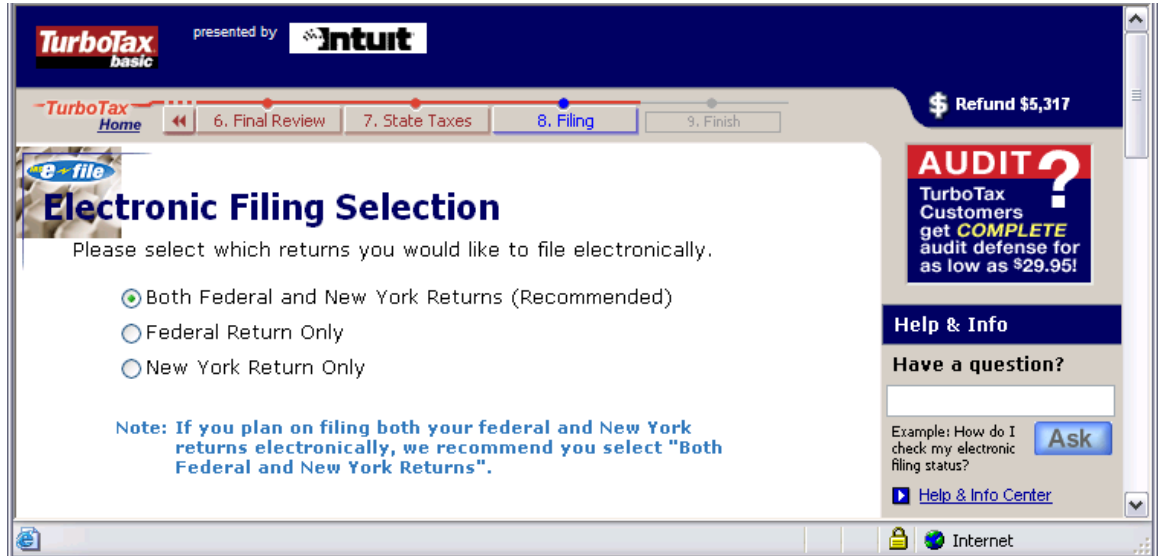 TurboTax
basic
presented by
Intuit
TurboTax
Home
6. Final Review
7. State Taxes
8. Filing
9. Finish
$ Refund $5,317
e-file
Electronic Filing Selection
Please select which returns you would like to file electronically.
Both Federal and New York Returns (Recommended)
Federal Return Only
New York Return Only
Note: If you plan on filing both your federal and New York
returns electronically, we recommend you select "Both
Federal and New York Returns".
AUDIT?
TurboTax
Customers
get COMPLETE
audit defense for
as low as $29.95!
Help & Info
Have a question?
Example: How do I
check my electronic
filing status?
Ask
Help & Info Center
Internet